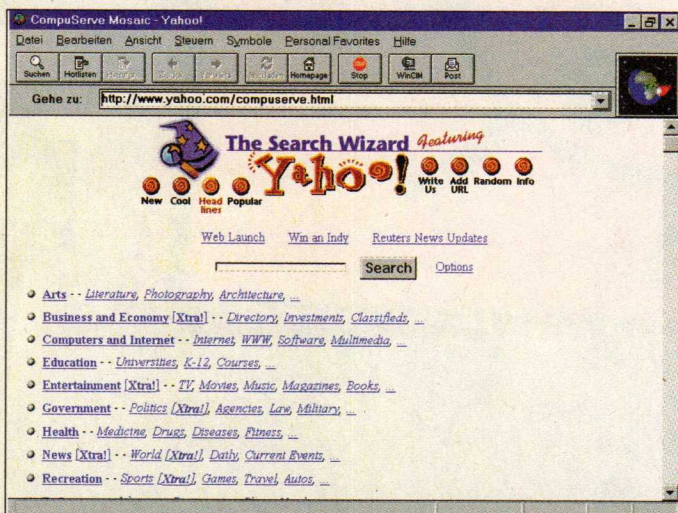 CompuServe Mosaic - Yahoo!
Datei Bearbeiten Ansicht Steuern Symbole Personal Favorites Hilfe
Suchen Hotlisten Homepage Stop WinCIM Post
Gehe zu: http://www.yahoo.com/compuserve.html
The Search Wizard Featuring
Yahoo!
New Cool Head lines Popular Write Us Add URL Random Info
Web Launch Win an Indy Reuters News Updates
Search Options
Arts - - Literature, Photography, Architecture, ...
Business and Economy [Xtra!] - - Directory, Investments, Classifieds, ...
Computers and Internet - - Internet, WWW, Software, Multimedia, ...
Education - - Universities, K-12, Courses, ...
Entertainment [Xtra!] - - TV, Movies, Music, Magazines, Books, ...
Government - - Politics [Xtra!], Agencies, Law, Military, ...
Health - - Medicine, Drugs, Diseases, Fitness, ...
News [Xtra!] - - World [Xtra!], Daily, Current Events, ...
Recreation - - Sports [Xtra!], Games, Travel, Autos, ...